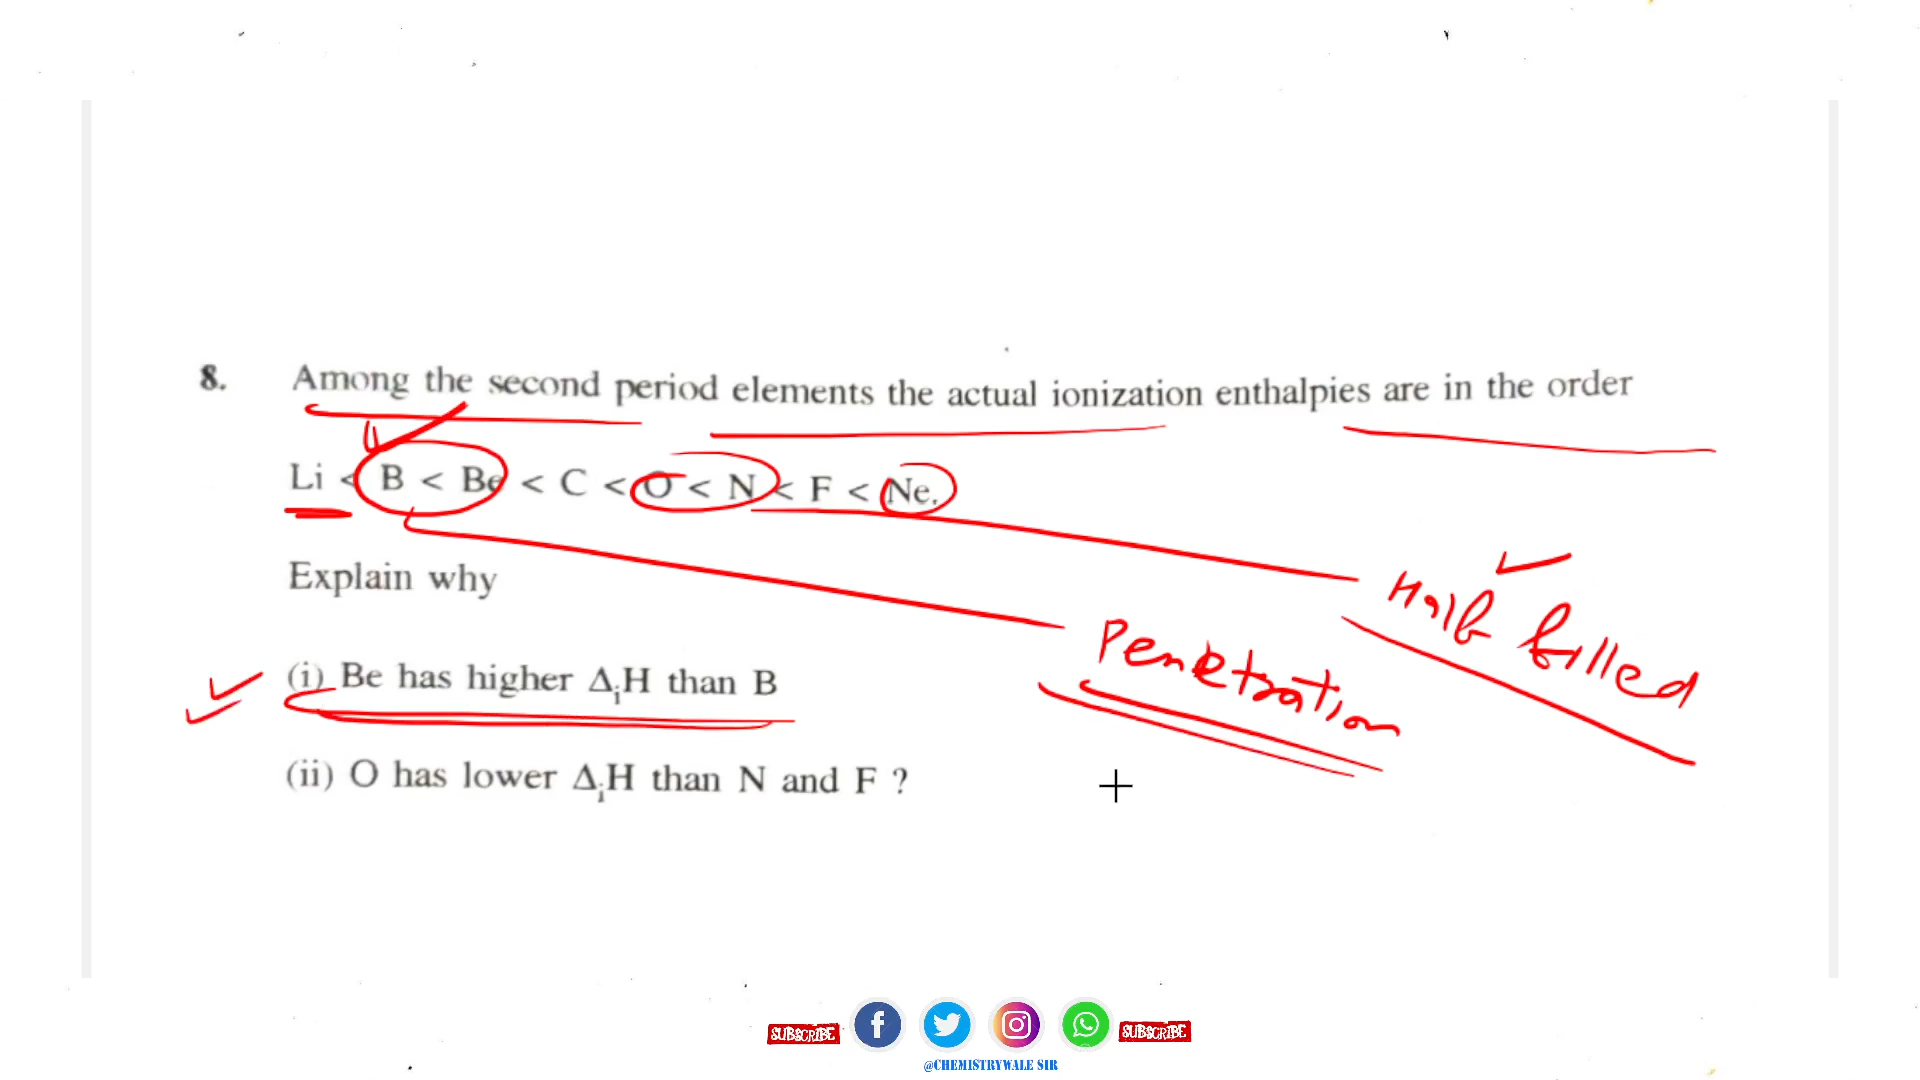 8. Among the second period elements the actual ionization enthalpies are in the order
Li < B < Be < C < O < N < F < Ne.
Explain why
Half filled
Penetration
(i) Be has higher ΔᵢH than B
(ii) O has lower ΔᵢH than N and F ?
SUBSCRIBE
SUBSCRIBE
@CHEMISTRYWALE SIR